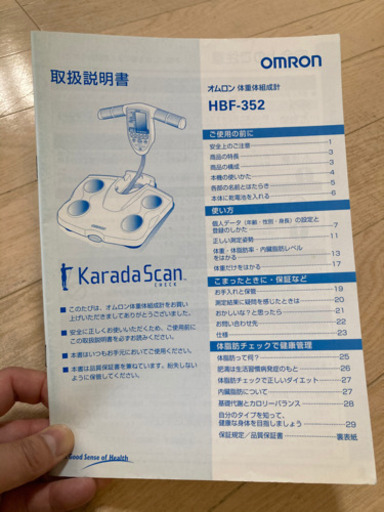 取扱説明書
OMRON
オムロン 体重体組成計
HBF-352
KaradaScan
CHECK
■ このたびは、オムロン体重体組成計をお買い
上げいただきましてありがとうございました。
■ 安全に正しくお使いいただくため、ご使用前に
この取扱説明書を必ずお読みください。
■ 本書はいつもお手元においてご使用ください。
■ 本書は品質保証書を兼ねています。紛失しない
ように保管してください。
Good Sense of Health
ご使用の前に
安全上のご注意 1
商品の特長 3
商品の構成 3
本機の使いかた 4
各部の名前とはたらき 5
本体に乾電池を入れる 6
使い方
個人データ(年齢・性別・身長)の設定と
登録のしかた 7
正しい測定姿勢 11
体重・体脂肪率・内臓脂肪レベル
をはかる 13
体重だけをはかる 17
こまったときに・保証など
お手入れと保管 19
測定結果に疑問を感じたときは 20
おかしいな?と思ったら 21
お問い合わせ先 22
仕様 23
体脂肪チェックで健康管理
体脂肪って何? 25
肥満は生活習慣病発症のもと 26
体脂肪チェックで正しいダイエット 27
内臓脂肪について 27
基礎代謝とカロリーバランス 28
自分のタイプを知って、
健康な身体を目指しましょう 29
保証規定/品質保証書 裏表紙